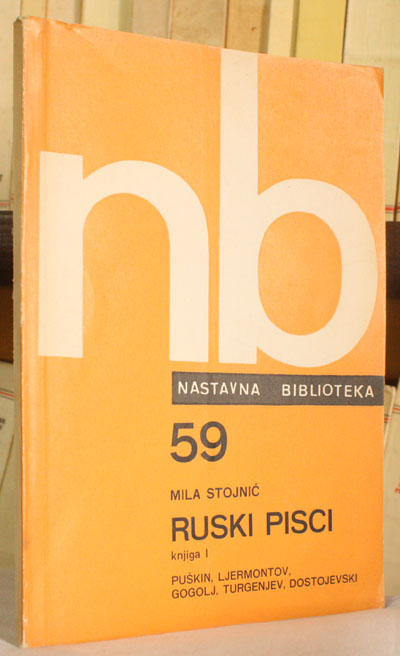 nb
NASTAVNA BIBLIOTEKA
59
MILA STOJNIĆ
RUSKI PISCI
knjiga I
PUŠKIN, LJERMONTOV,
GOGOLJ, TURGENJEV, DOSTOJEVSKI